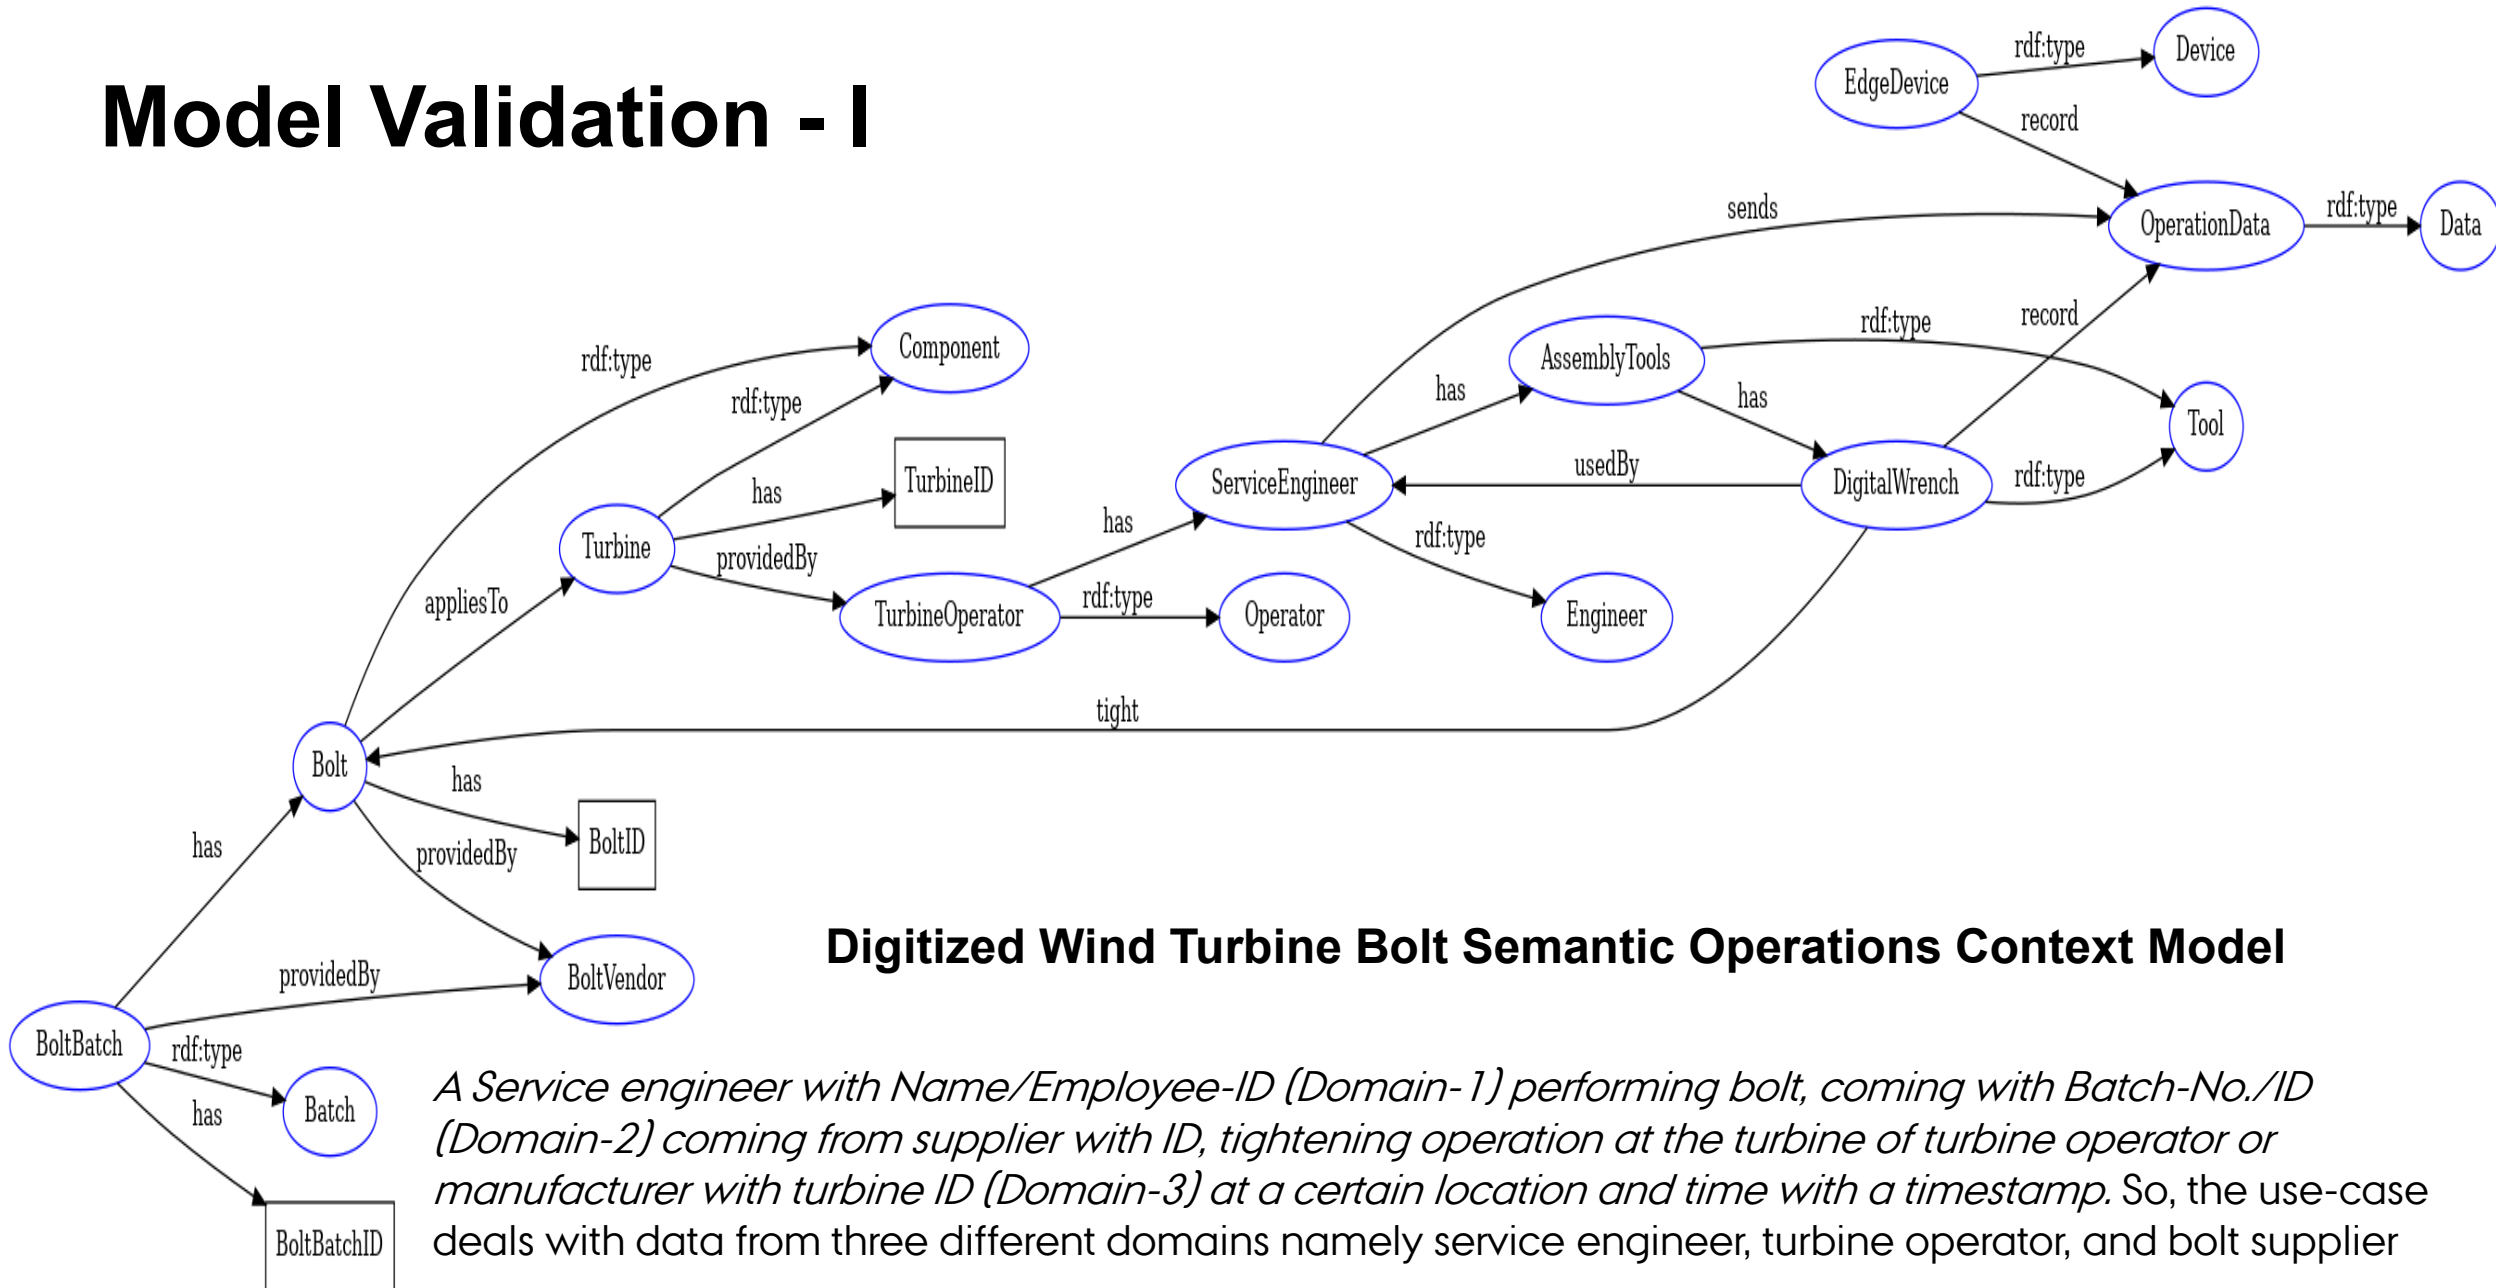 Model Validation - I
rdf:type
Device
EdgeDevice
record
sends
OperationData
rdf:type
Data
record
rdf:type
Component
rdf:type
AssemblyTools
rdf:type
has
has
Tool
TurbineID
has
ServiceEngineer
usedBy
DigitalWrench
rdf:type
Turbine
providedBy
has
rdf:type
appliesTo
TurbineOperator
rdf:type
Operator
Engineer
tight
Bolt
has
has
BoltID
providedBy
Digitized Wind Turbine Bolt Semantic Operations Context Model
providedBy
BoltVendor
BoltBatch
rdf:type
has
Batch
BoltBatchID
A Service engineer with Name/Employee-ID (Domain-1) performing bolt, coming with Batch-No./ID
(Domain-2) coming from supplier with ID, tightening operation at the turbine of turbine operator or
manufacturer with turbine ID (Domain-3) at a certain location and time with a timestamp. So, the use-case
deals with data from three different domains namely service engineer, turbine operator, and bolt supplier